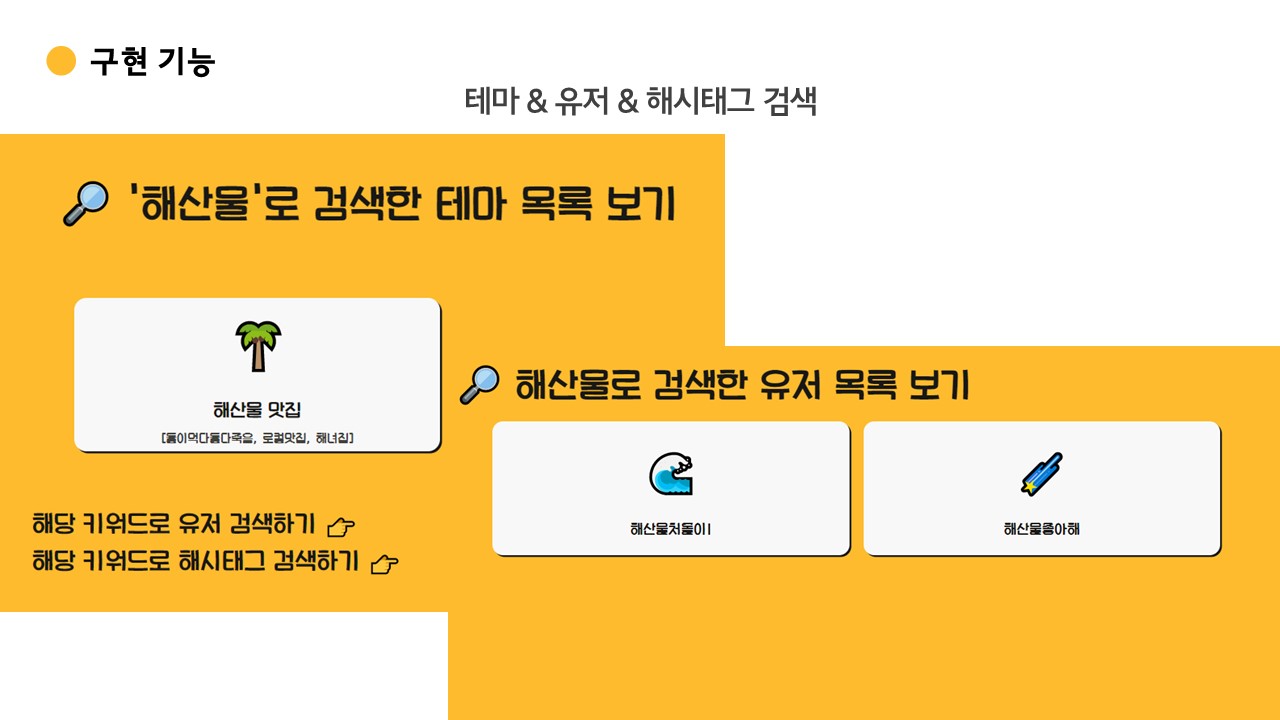 구현 기능
테마 & 유저 & 해시태그 검색
'해산물'로 검색한 테마 목록 보기
해산물 맛집
[둘이먹다둘다죽음, 로컬맛집, 해녀집]
해당 키워드로 유저 검색하기
해당 키워드로 해시태그 검색하기
해산물로 검색한 유저 목록 보기
해산물처돌이1
해산물좋아해